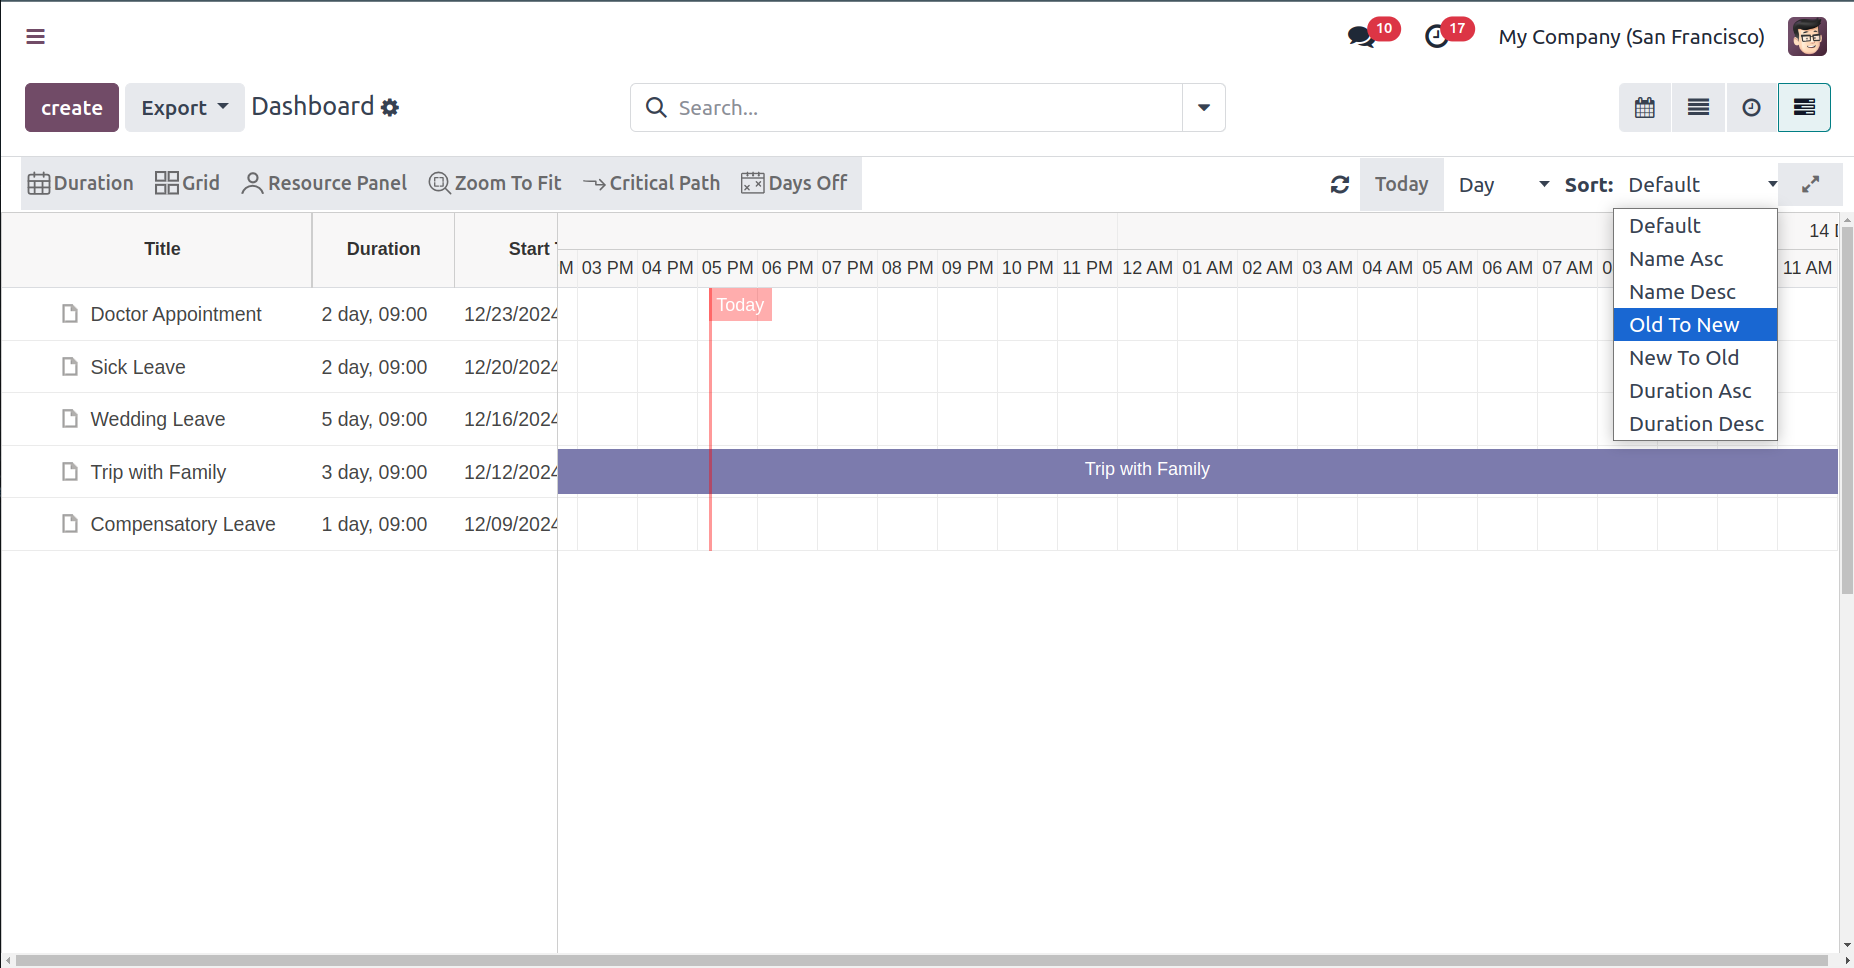 10 17 My Company (San Francisco)
create Export Dashboard Search...
Duration Grid Resource Panel Zoom To Fit Critical Path Days Off Today Day Sort: Default
Default
Name Asc
Name Desc
Old To New
New To Old
Duration Asc
Duration Desc
Title Duration Start 14
M 03 PM 04 PM 05 PM 06 PM 07 PM 08 PM 09 PM 10 PM 11 PM 12 AM 01 AM 02 AM 03 AM 04 AM 05 AM 06 AM 07 AM 11 AM
Doctor Appointment 2 day, 09:00 12/23/2024 Today
Sick Leave 2 day, 09:00 12/20/2024
Wedding Leave 5 day, 09:00 12/16/2024
Trip with Family 3 day, 09:00 12/12/2024 Trip with Family
Compensatory Leave 1 day, 09:00 12/09/2024